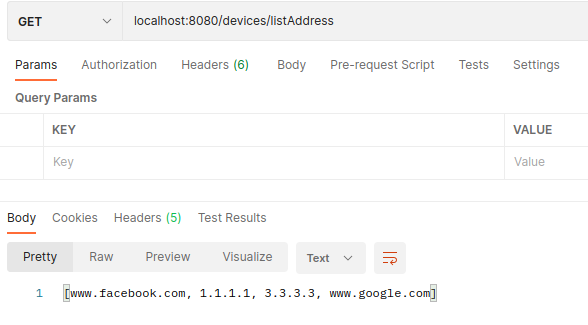 GET localhost:8080/devices/listAddress
Params Authorization Headers (6) Body Pre-request Script Tests Settings
Query Params
KEY VALUE
Key Value
Body Cookies Headers (5) Test Results
Pretty Raw Preview Visualize Text
1 [www.facebook.com, 1.1.1.1, 3.3.3.3, www.google.com]